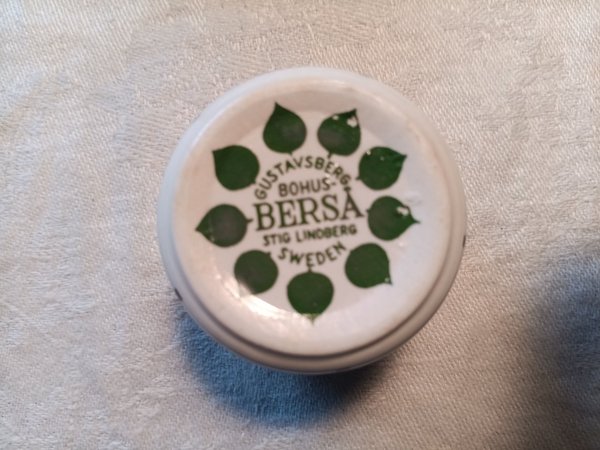 GUSTAVSBERG
BOHUS-
BERSÅ
STIG LINDBERG
SWEDEN